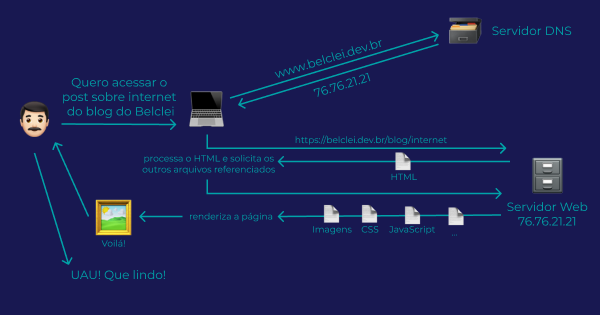 Servidor DNS
www.belclei.dev.br
76.76.21.21
Quero acessar o
post sobre internet
do blog do Belclei
https://belclei.dev.br/blog/internet
processa o HTML e solicita os
outros arquivos referenciados
HTML
Servidor Web
76.76.21.21
renderiza a página
Imagens
CSS
JavaScript
...
Voilá!
UAU! Que lindo!